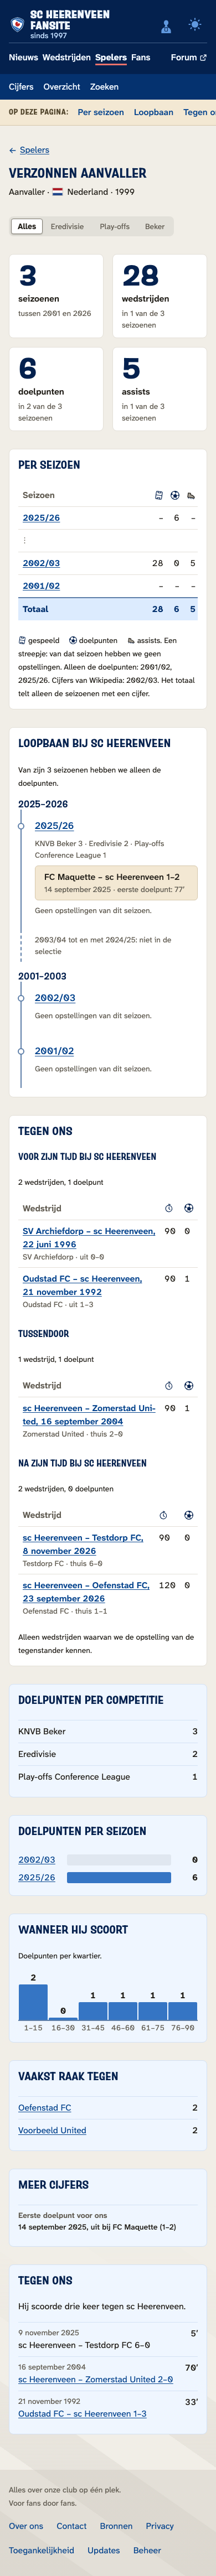 SC HEERENVEEN
FANSITE
sinds 1997
Nieuws Wedstrijden Spelers Fans Forum
Cijfers Overzicht Zoeken
OP DEZE PAGINA: Per seizoen Loopbaan Tegen o
← Spelers
VERZONNEN AANVALLER
Aanvaller · Nederland · 1999
Alles Eredivisie Play-offs Beker
3
seizoenen
tussen 2001 en 2026
28
wedstrijden
in 1 van de 3
seizoenen
6
doelpunten
in 2 van de 3
seizoenen
5
assists
in 1 van de 3
seizoenen
PER SEIZOEN
Seizoen
2025/26 – 6 –
⋮
2002/03 28 0 5
2001/02 – – –
Totaal 28 6 5
gespeeld doelpunten assists. Een
streepje: van dat seizoen hebben we geen
opstellingen. Alleen de doelpunten: 2001/02,
2025/26. Cijfers van Wikipedia: 2002/03. Het totaal
telt alleen de seizoenen met een cijfer.
LOOPBAAN BIJ SC HEERENVEEN
Van zijn 3 seizoenen hebben we alleen de
doelpunten.
2025–2026
2025/26
KNVB Beker 3 · Eredivisie 2 · Play-offs
Conference League 1
FC Maquette – sc Heerenveen 1–2
14 september 2025 · eerste doelpunt: 77'
Geen opstellingen van dit seizoen.
2003/04 tot en met 2024/25: niet in de
selectie
2001–2003
2002/03
Geen opstellingen van dit seizoen.
2001/02
Geen opstellingen van dit seizoen.
TEGEN ONS
VOOR ZIJN TIJD BIJ SC HEERENVEEN
2 wedstrijden, 1 doelpunt
Wedstrijd
SV Archiefdorp – sc Heerenveen, 90 0
22 juni 1996
SV Archiefdorp · uit 0–0
Oudstad FC – sc Heerenveen, 90 1
21 november 1992
Oudstad FC · uit 1–3
TUSSENDOOR
1 wedstrijd, 1 doelpunt
Wedstrijd
sc Heerenveen – Zomerstad Uni- 90 1
ted, 16 september 2004
Zomerstad United · thuis 2–0
NA ZIJN TIJD BIJ SC HEERENVEEN
2 wedstrijden, 0 doelpunten
Wedstrijd
sc Heerenveen – Testdorp FC, 90 0
8 november 2026
Testdorp FC · thuis 6–0
sc Heerenveen – Oefenstad FC, 120 0
23 september 2026
Oefenstad FC · thuis 1–1
Alleen wedstrijden waarvan we de opstelling van de
tegenstander kennen.
DOELPUNTEN PER COMPETITIE
KNVB Beker 3
Eredivisie 2
Play-offs Conference League 1
DOELPUNTEN PER SEIZOEN
2002/03 0
2025/26 6
WANNEER HIJ SCOORT
Doelpunten per kwartier.
2 0 1 1 1 1
1–15 16–30 31–45 46–60 61–75 76–90
VAAKST RAAK TEGEN
Oefenstad FC 2
Voorbeeld United 2
MEER CIJFERS
Eerste doelpunt voor ons
14 september 2025, uit bij FC Maquette (1–2)
TEGEN ONS
Hij scoorde drie keer tegen sc Heerenveen.
9 november 2025 5'
sc Heerenveen – Testdorp FC 6–0
16 september 2004 70'
sc Heerenveen – Zomerstad United 2–0
21 november 1992 33'
Oudstad FC – sc Heerenveen 1–3
Alles over onze club op één plek.
Voor fans door fans.
Over ons Contact Bronnen Privacy
Toegankelijkheid Updates Beheer